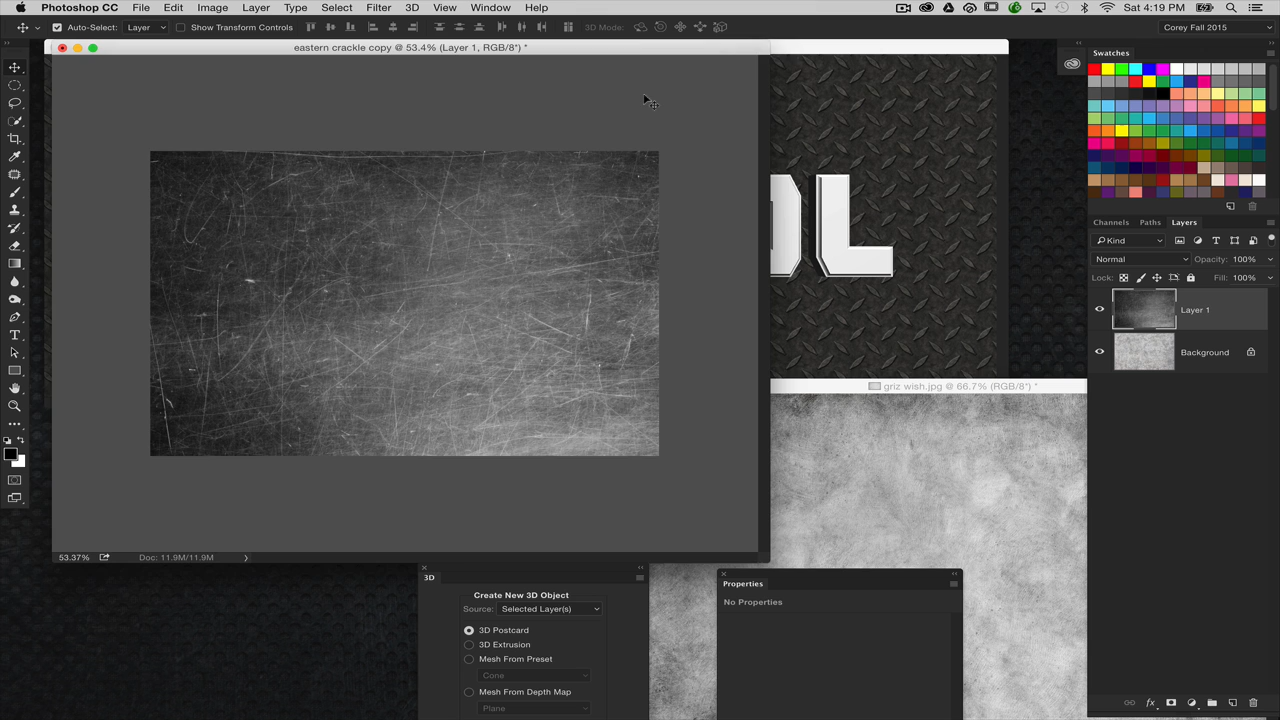 Photoshop CC File Edit Image Layer Type Select Filter 3D View Window Help Sat 4:19 PM Corey
Auto-Select: Layer Show Transform Controls 3D Mode: Corey Fall 2015
eastern crackle copy @ 53.4% (Layer 1, RGB/8*) *
Swatches
DL
Channels Paths Layers
Kind
Normal Opacity: 100%
Lock: Fill: 100%
Layer 1
Background
griz wish.jpg @ 66.7% (RGB/8*) *
53.37% Doc: 11.9M/11.9M
3D
Create New 3D Object
Source: Selected Layer(s)
3D Postcard
3D Extrusion
Mesh From Preset
Cone
Mesh From Depth Map
Plane
Properties
No Properties